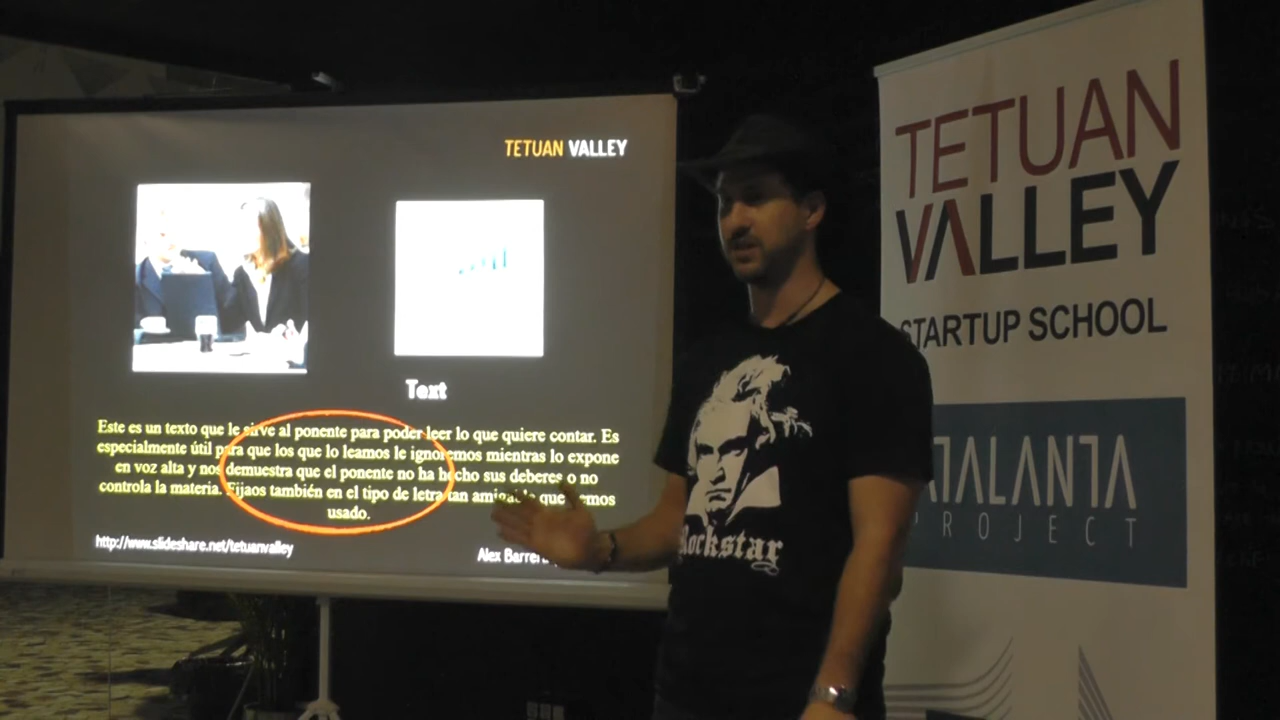 TETUAN VALLEY
Text
Este es un texto que le sirve al ponente para poder leer lo que quiere contar. Es
especialmente útil para que los que lo leamos le ignoremos mientras lo expone
en voz alta y nos demuestra que el ponente no ha hecho sus deberes o no
controla la materia. Fijaos también en el tipo de letra tan amigable que hemos
usado.
http://www.slideshare.net/tetuanvalley
Alex Barrera
Rockstar
TETUAN
VALLEY
STARTUP SCHOOL
ATALANTA
PROJECT